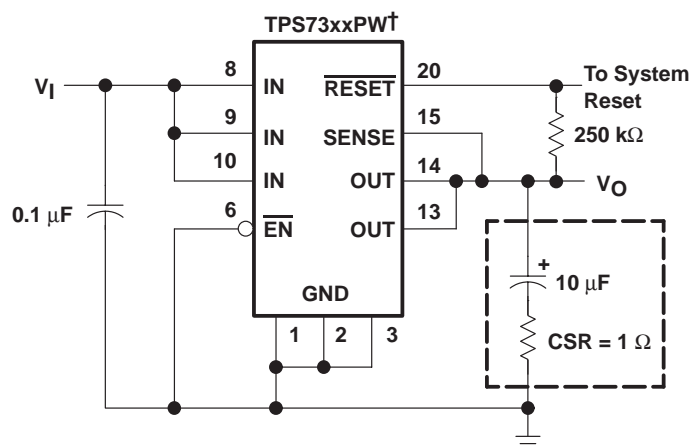 TPS73xxPW†
VI
8
IN
RESET
20
To System
Reset
9
IN
SENSE
15
250 kΩ
10
IN
OUT
14
VO
0.1 μF
6
EN
OUT
13
+
10 μF
GND
1
2
3
CSR = 1 Ω